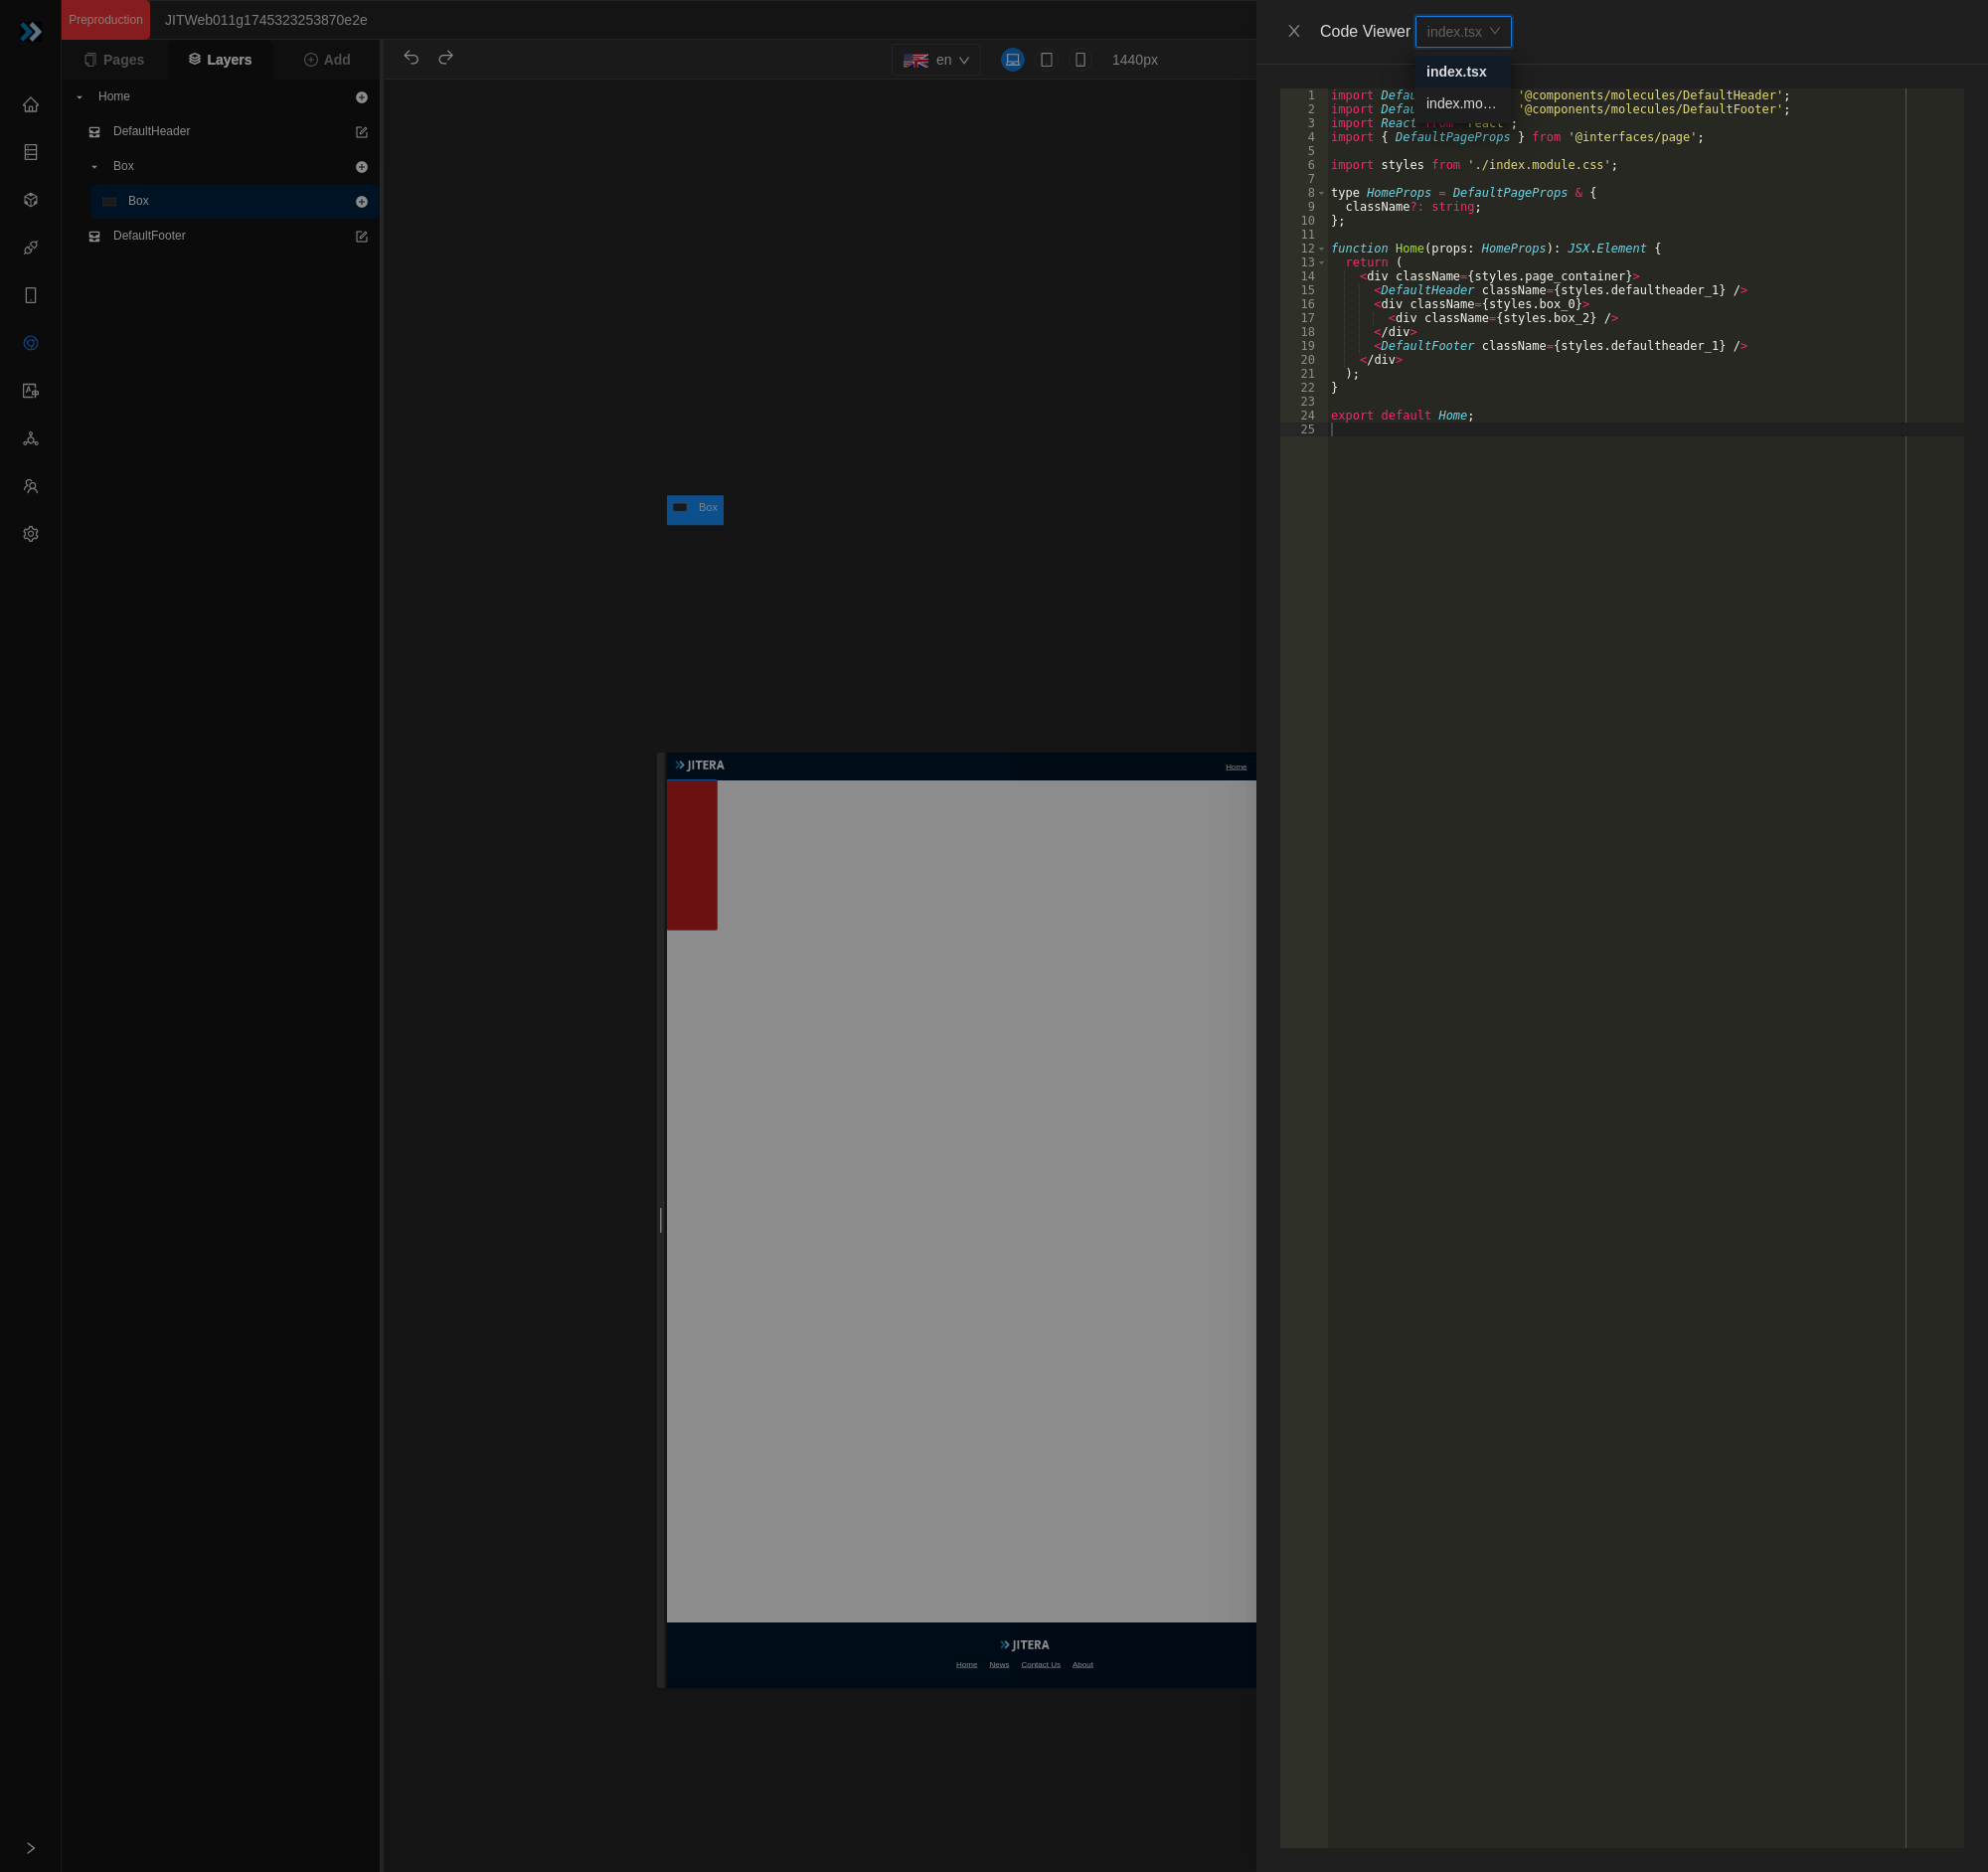 Preproduction
JITWeb011g1745323253870e2e
Pages
Layers
Add
Home
DefaultHeader
Box
Box
DefaultFooter
en
1440px
Box
JITERA
Home
JITERA
Home News Contact Us About
Code Viewer
index.tsx
index.tsx
index.mo…
1 import '@components/molecules/DefaultHeader';
2 import '@components/molecules/DefaultFooter';
3 import React from 'react';
4 import { DefaultPageProps } from '@interfaces/page';
5
6 import styles from './index.module.css';
7
8 type HomeProps = DefaultPageProps & {
9   className?: string;
10 };
11
12 function Home(props: HomeProps): JSX.Element {
13   return (
14     <div className={styles.page_container}>
15       <DefaultHeader className={styles.defaultheader_1} />
16       <div className={styles.box_0}>
17         <div className={styles.box_2} />
18       </div>
19       <DefaultFooter className={styles.defaultheader_1} />
20     </div>
21   );
22 }
23
24 export default Home;
25